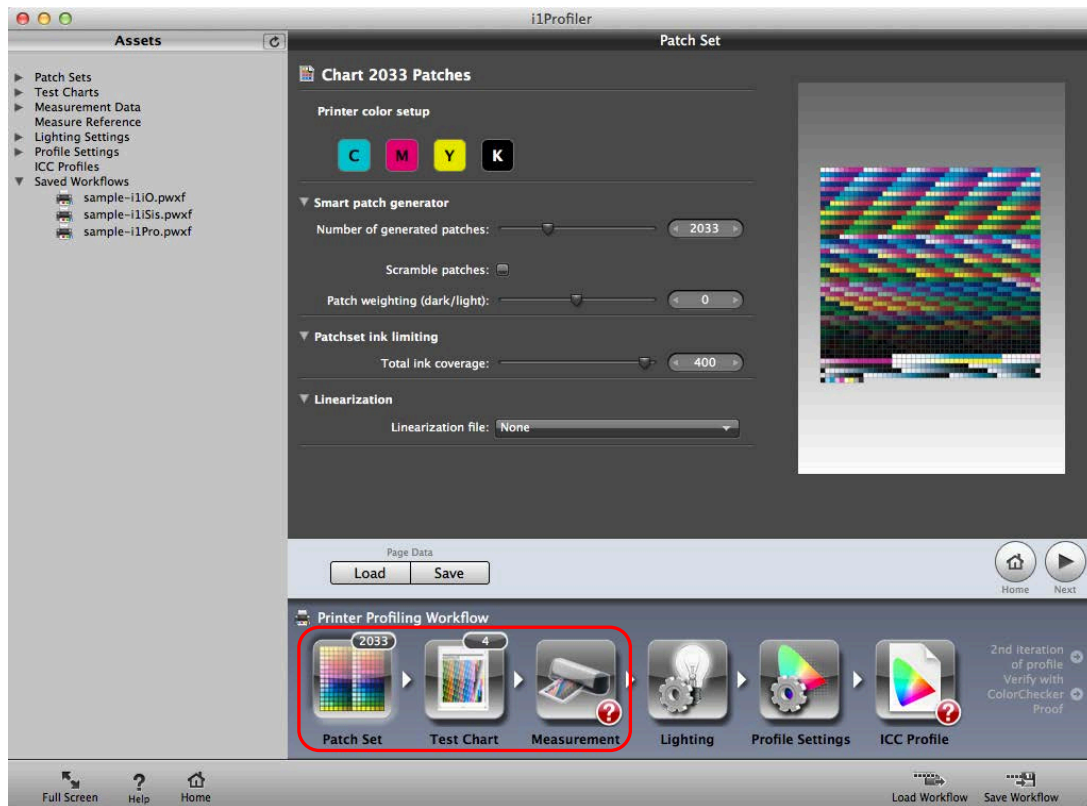 i1Profiler
Assets
Patch Set
Patch Sets
Test Charts
Measurement Data
Measure Reference
Lighting Settings
Profile Settings
ICC Profiles
Saved Workflows
sample-i1iO.pwxf
sample-i1iSis.pwxf
sample-i1Pro.pwxf
Chart 2033 Patches
Printer color setup
C M Y K
Smart patch generator
Number of generated patches: 2033
Scramble patches:
Patch weighting (dark/light): 0
Patchset ink limiting
Total ink coverage: 400
Linearization
Linearization file: None
Page Data
Load Save
Home Next
Printer Profiling Workflow
2033 4
? ?
Patch Set Test Chart Measurement Lighting Profile Settings ICC Profile
2nd iteration
of profile
Verify with
ColorChecker
Proof
?
Full Screen Help Home Load Workflow Save Workflow